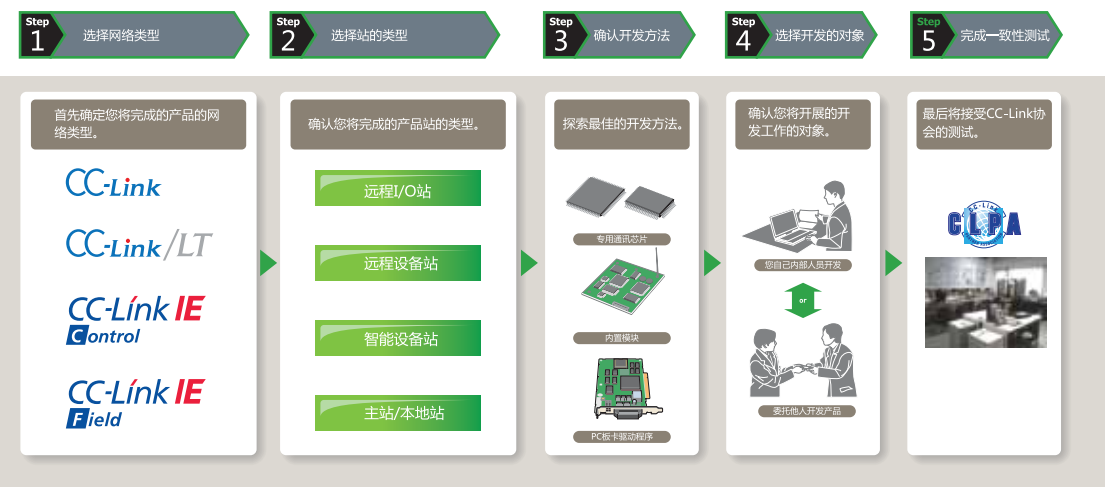 Step
1
选择网络类型
Step
2
选择站的类型
Step
3
确认开发方法
Step
4
选择开发的对象
Step
5
完成一致性测试
首先确定您将完成的产品的网
络类型。
CC-Link
CC-Link/LT
CC-Link IE
Control
CC-Link IE
Field
确认您将完成的产品站的类型。
远程I/O站
远程设备站
智能设备站
主站/本地站
探索最佳的开发方法。
专用通讯芯片
内置模块
PC板卡驱动程序
确认您将开展的开
发工作的对象。
您自己内部人员开发
or
委托他人开发产品
最后将接受CC-Link协
会的测试。
CC-Link
CLPA